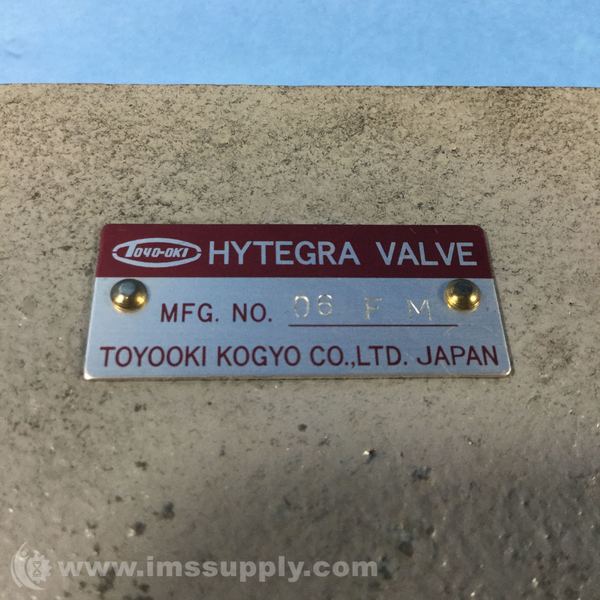 TOYO-OKI HYTEGRA VALVE
MFG. NO. 06 F M
TOYOOKI KOGYO CO.,LTD. JAPAN
www.imssupply.com